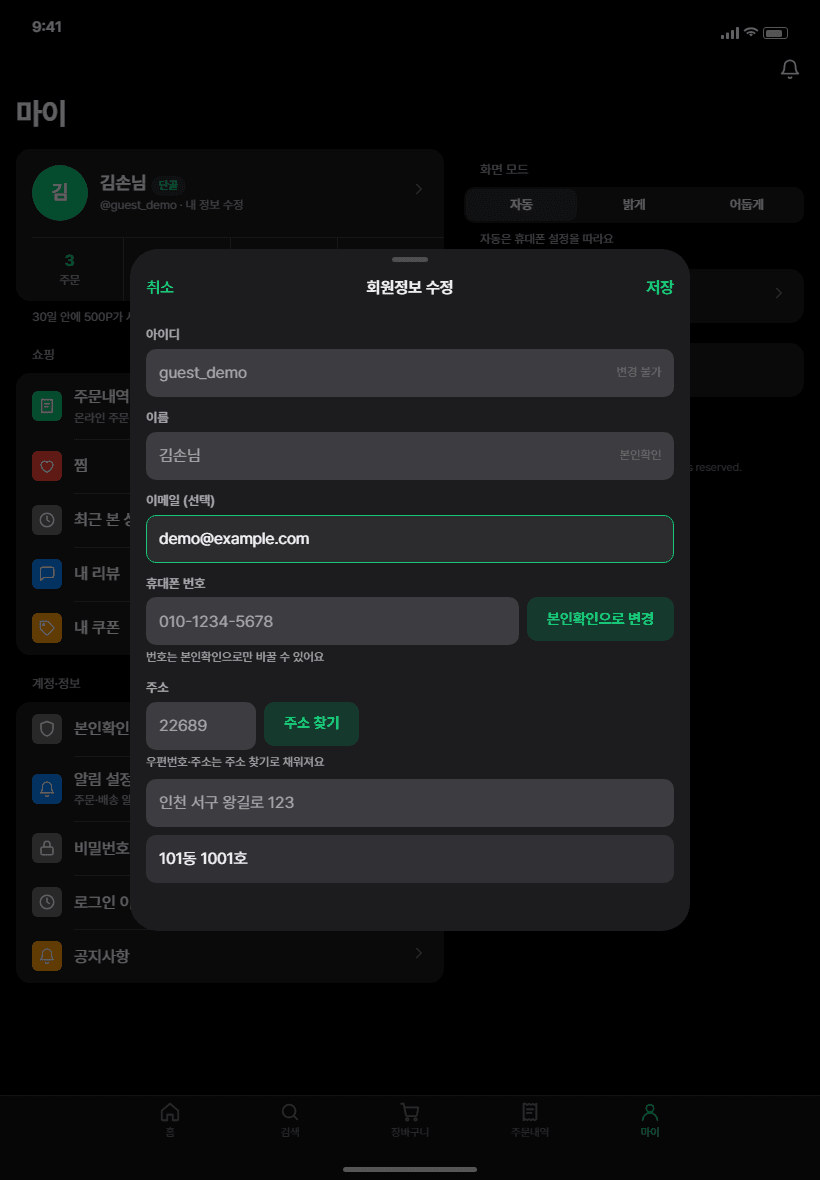 9:41
마이
김
김손님 단골
@guest_demo · 내 정보 수정
3
주문
30일 안에 500P가
쇼핑
주문내역
온라인 주문
찜
최근 본
내 리뷰
내 쿠폰
계정·정보
본인확인
알림 설정
주문·배송
비밀번호
로그인
공지사항
화면 모드
자동 밝게 어둡게
자동은 휴대폰 설정을 따라요
s reserved.
취소 회원정보 수정 저장
아이디
guest_demo 변경 불가
이름
김손님 본인확인
이메일 (선택)
demo@example.com
휴대폰 번호
010-1234-5678 본인확인으로 변경
번호는 본인확인으로만 바꿀 수 있어요
주소
22689 주소 찾기
우편번호·주소는 주소 찾기로 채워져요
인천 서구 왕길로 123
101동 1001호
홈 검색 장바구니 주문내역 마이